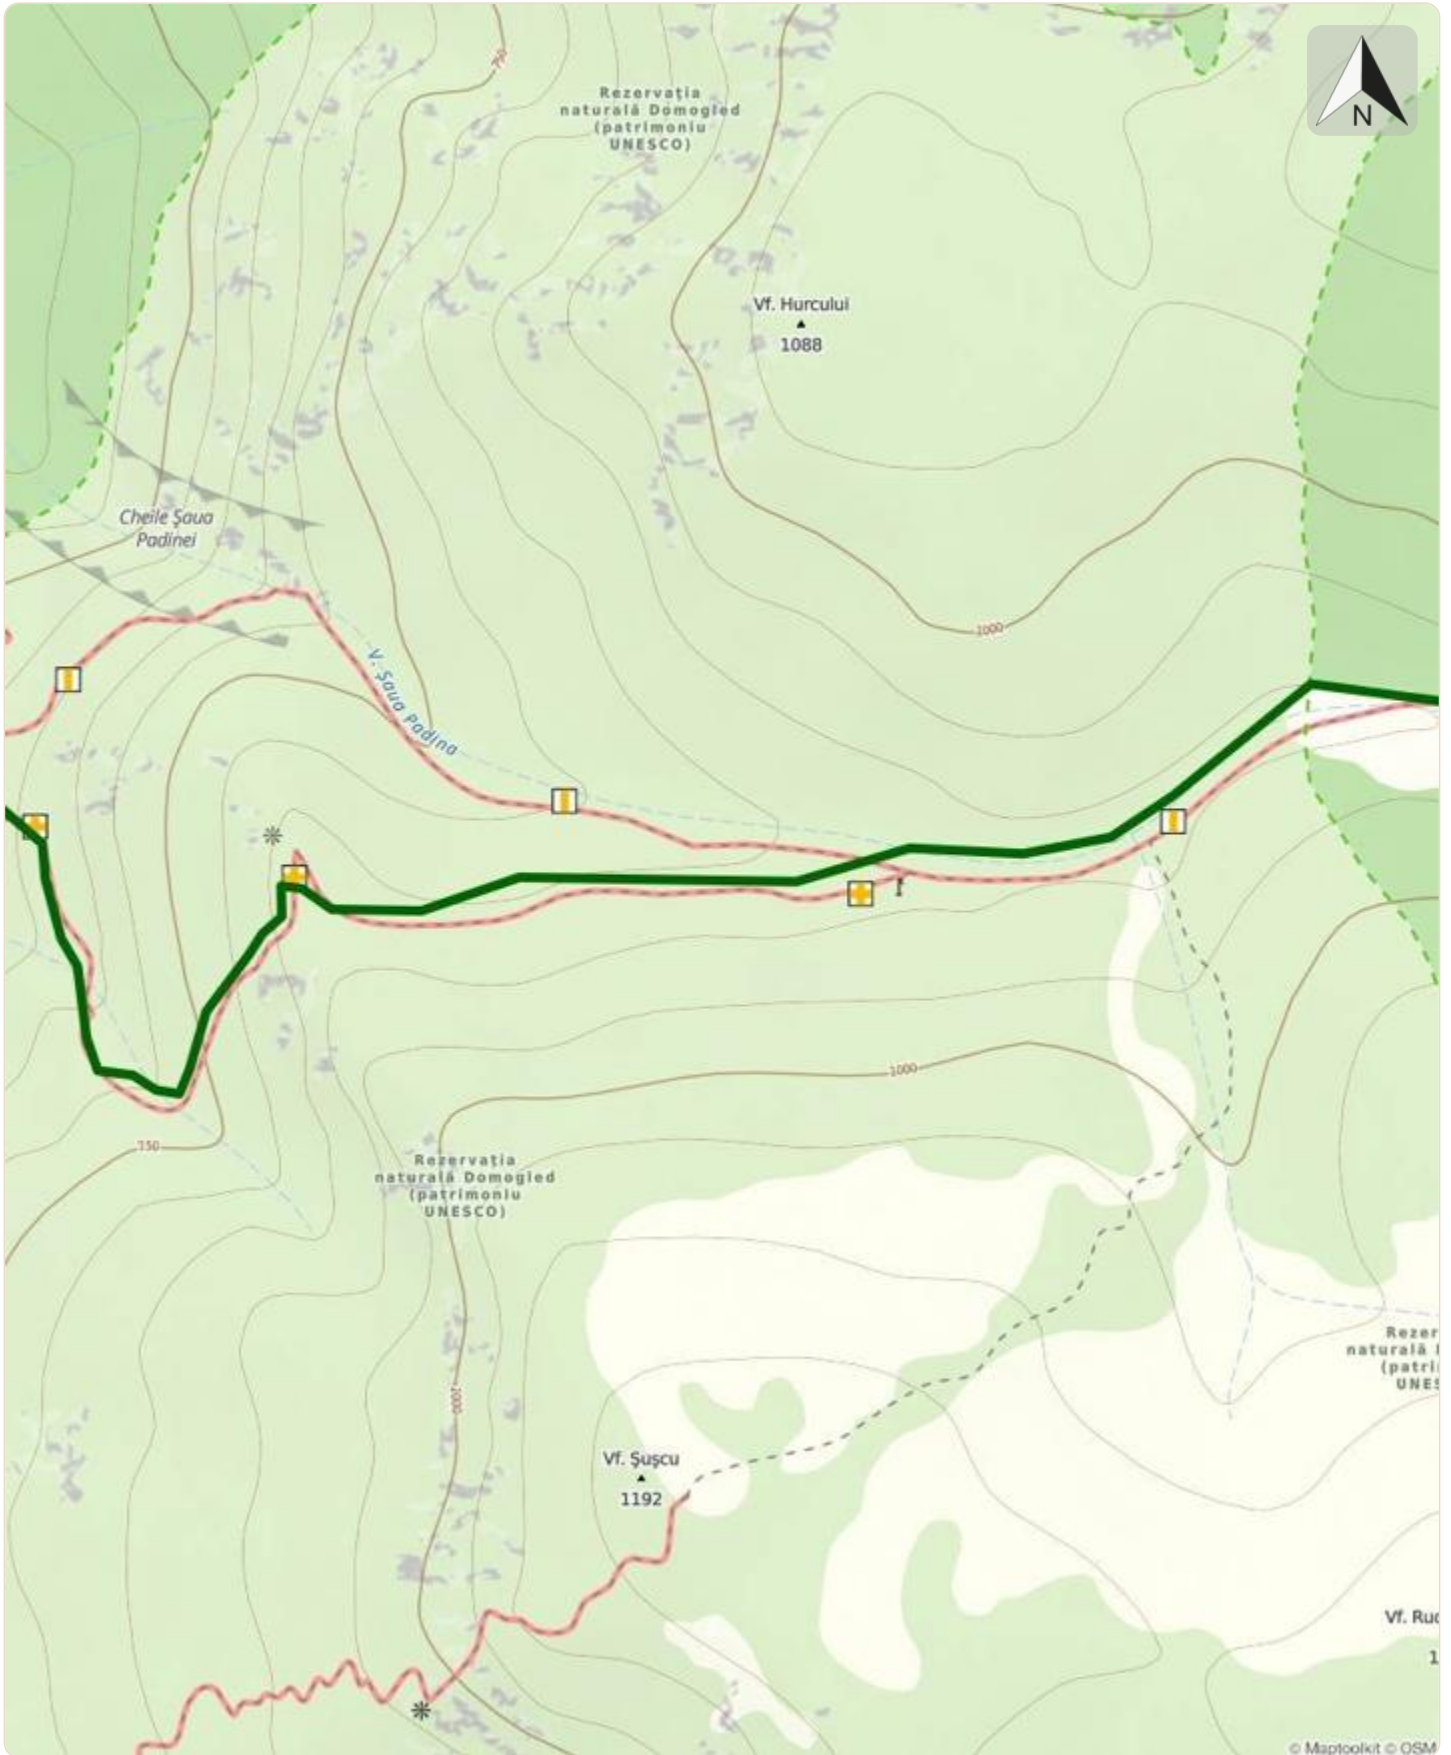 750
Rezervația
naturală Domogled
(patrimoniu
UNESCO)
N
Vf. Hurcului
1088
Cheile Șaua
Padinei
1000
V. Șaua Padina
1000
750
Rezervația
naturală Domogled
(patrimoniu
UNESCO)
1000
Vf. Șușcu
1192
© Maptoolkit © OSM